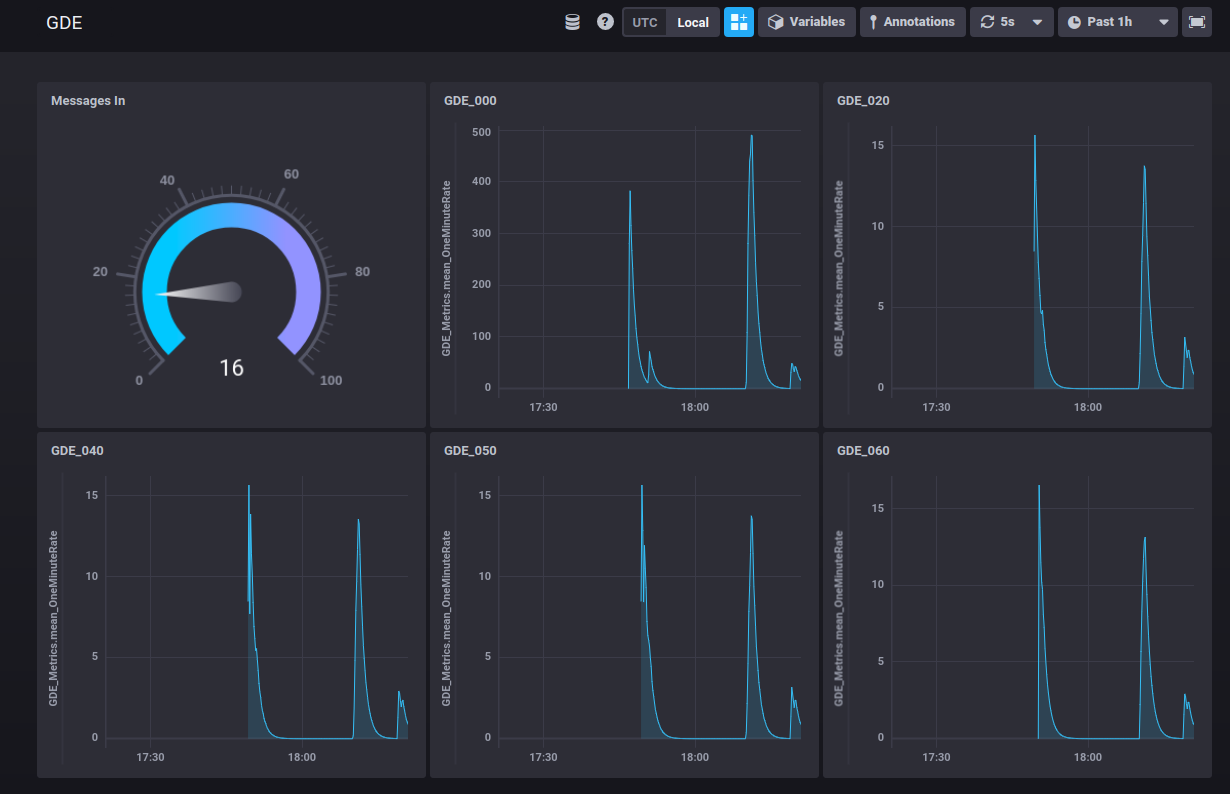 GDE
? UTC Local Variables Annotations 5s Past 1h
Messages In
40
60
20
80
0
16
100
GDE_000
GDE_Metrics.mean_OneMinuteRate
500
400
300
200
100
0
17:30 18:00
GDE_020
GDE_Metrics.mean_OneMinuteRate
15
10
5
0
17:30 18:00
GDE_040
GDE_Metrics.mean_OneMinuteRate
15
10
5
0
17:30 18:00
GDE_050
GDE_Metrics.mean_OneMinuteRate
15
10
5
0
17:30 18:00
GDE_060
GDE_Metrics.mean_OneMinuteRate
15
10
5
0
17:30 18:00